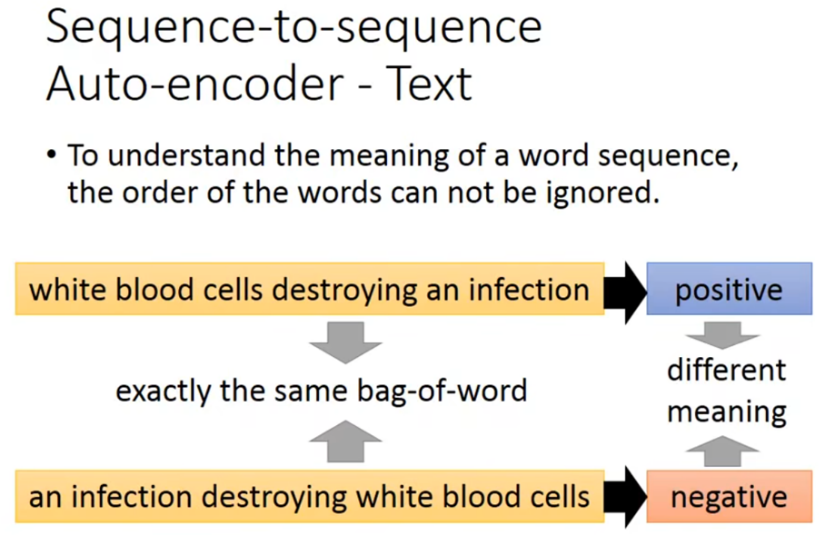 Sequence-to-sequence
Auto-encoder - Text
• To understand the meaning of a word sequence,
the order of the words can not be ignored.
white blood cells destroying an infection
positive
exactly the same bag-of-word
different
meaning
an infection destroying white blood cells
negative